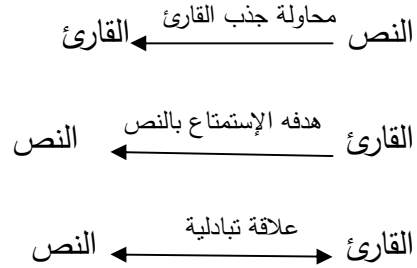 النص محاولة جذب القارئ القارئ
القارئ هدفه الإستمتاع بالنص النص
القارئ علاقة تبادلية النص